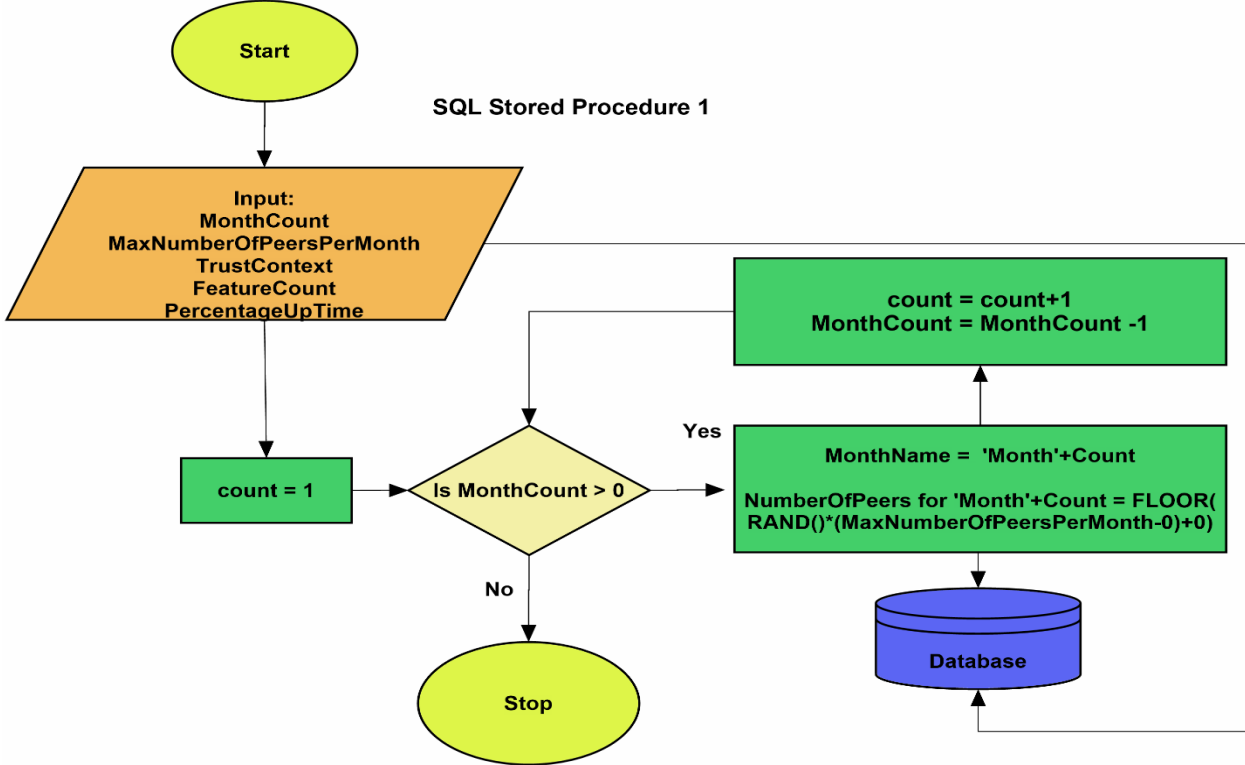 Start
SQL Stored Procedure 1
Input:
MonthCount
MaxNumberOfPeersPerMonth
TrustContext
FeatureCount
PercentageUpTime
count = count+1
MonthCount = MonthCount -1
Yes
MonthName = 'Month'+Count
NumberOfPeers for 'Month'+Count = FLOOR(
RAND()*(MaxNumberOfPeersPerMonth-0)+0)
count = 1
Is MonthCount > 0
No
Database
Stop